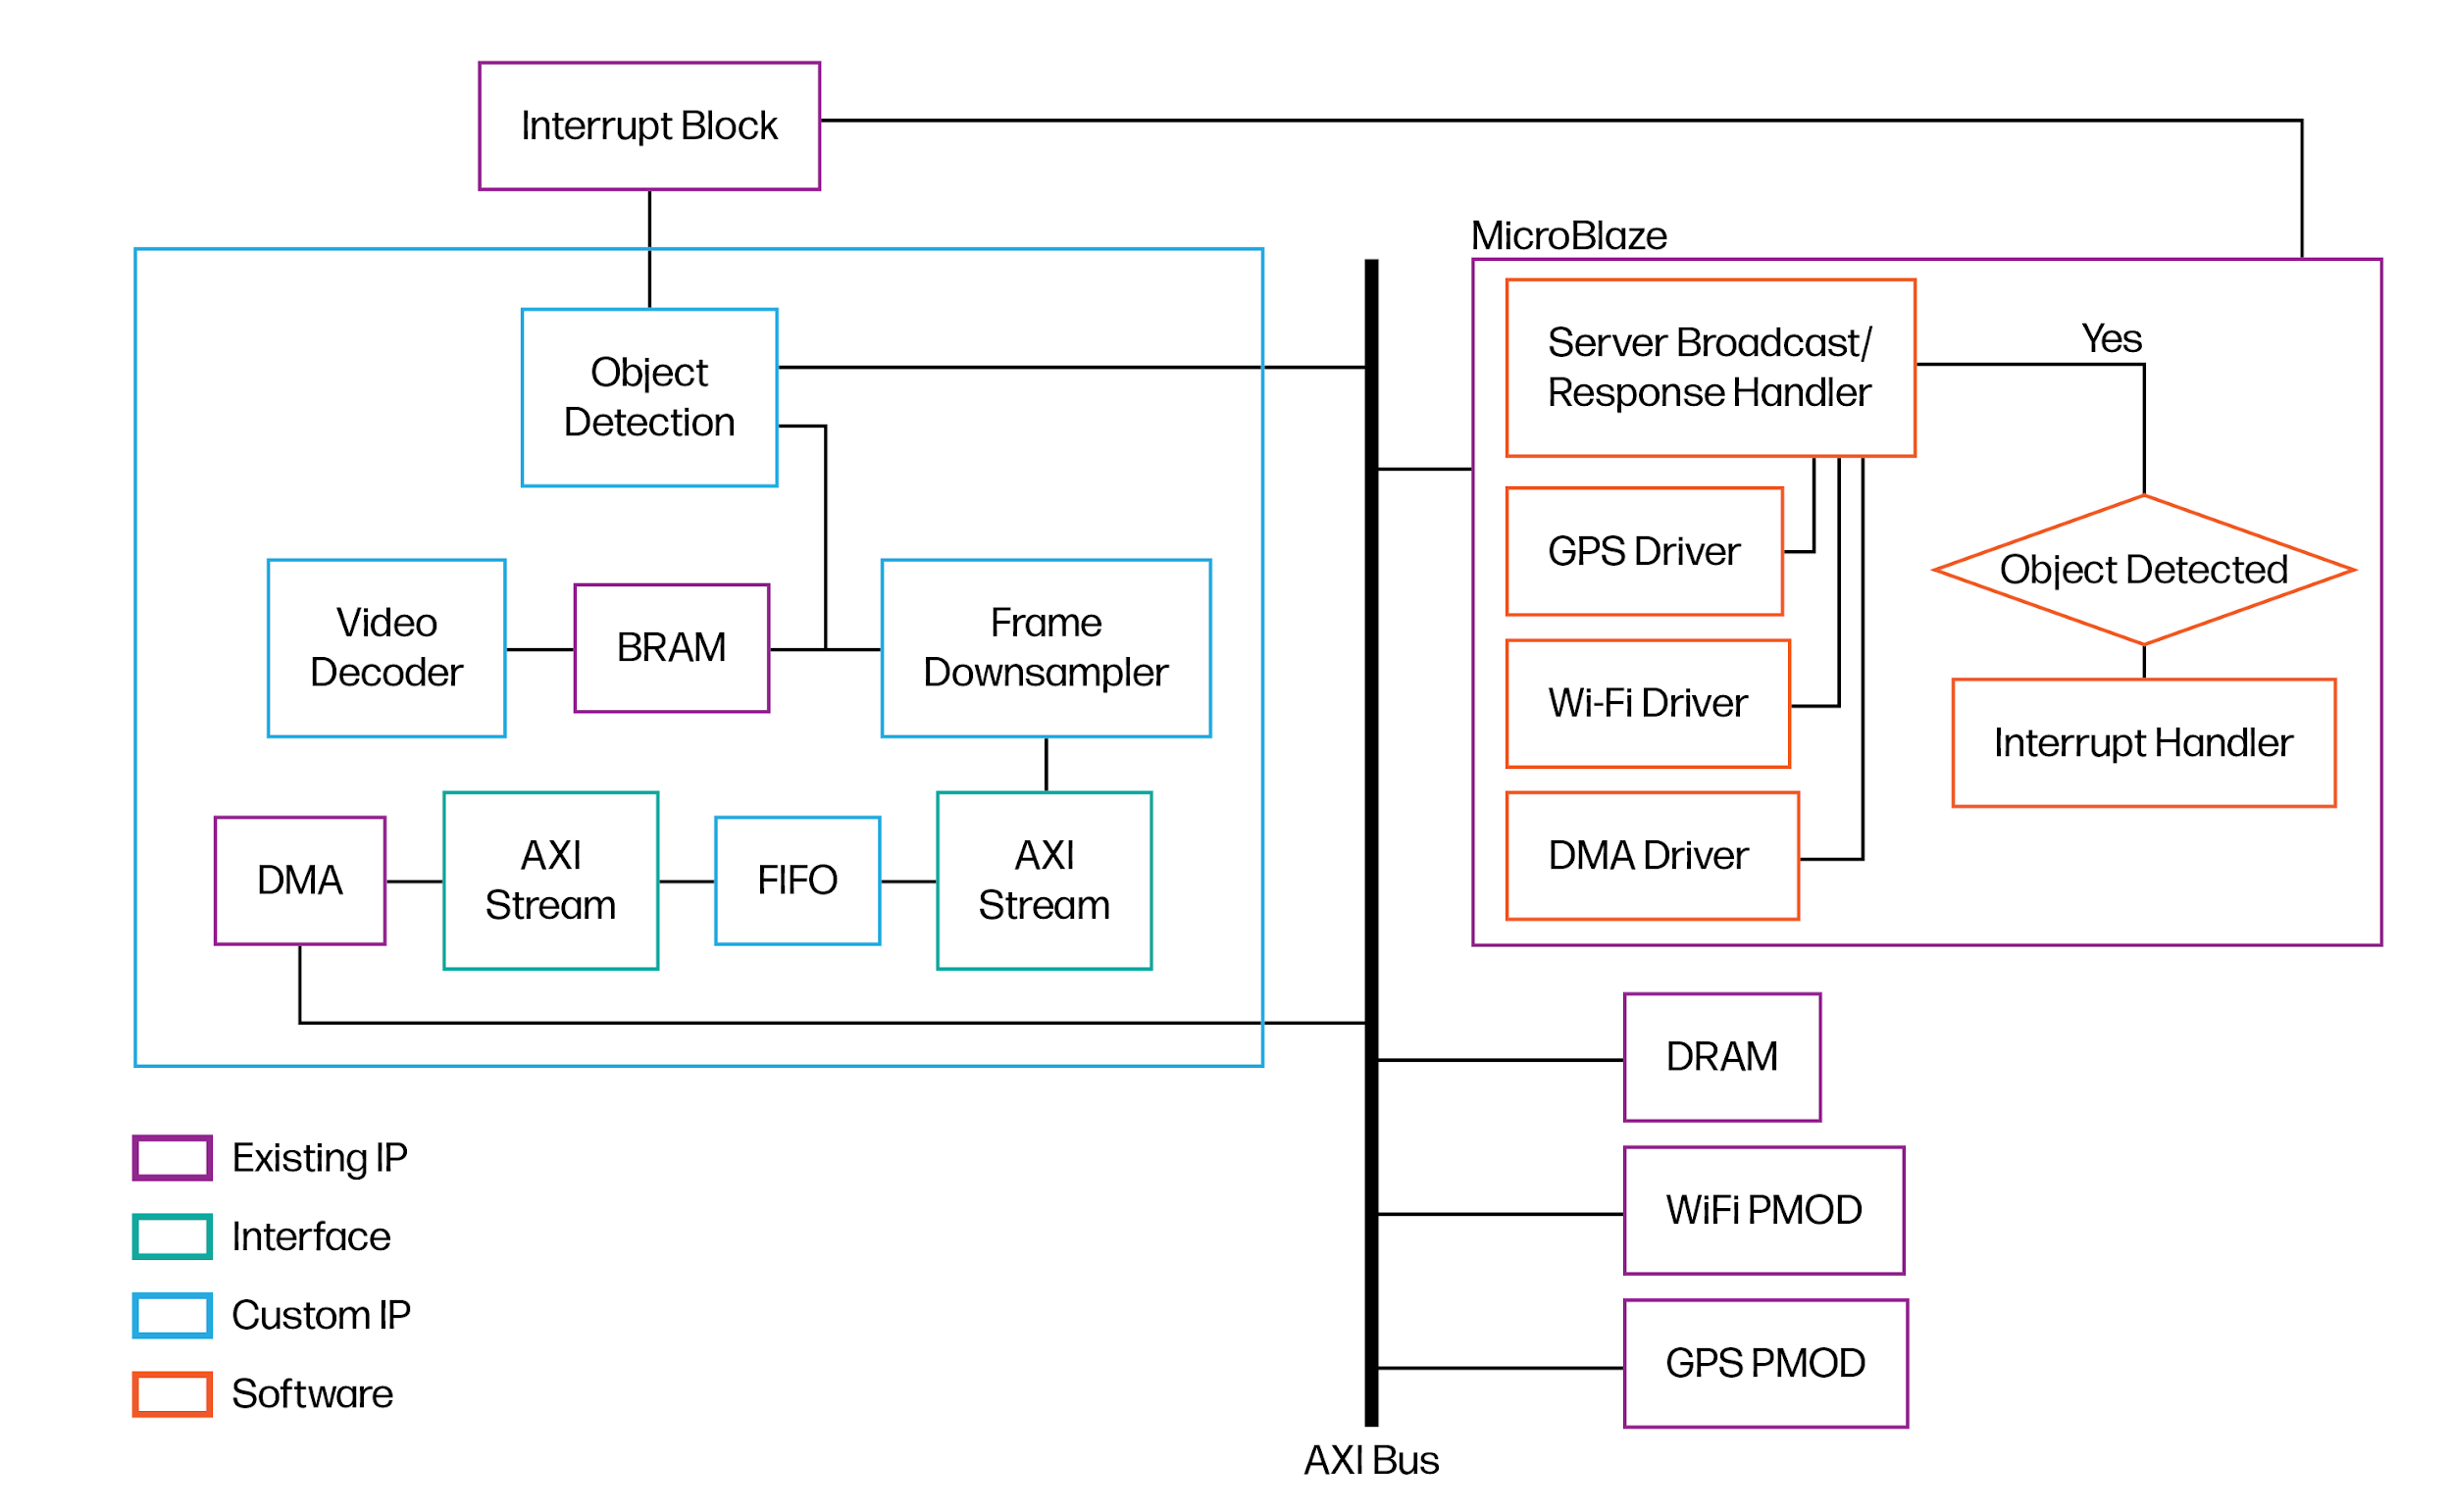 Interrupt Block
MicroBlaze
Object
Detection
Video
Decoder
BRAM
Frame
Downsampler
DMA
AXI
Stream
FIFO
AXI
Stream
Server Broadcast/
Response Handler
Yes
GPS Driver
Object Detected
Wi-Fi Driver
Interrupt Handler
DMA Driver
DRAM
WiFi PMOD
GPS PMOD
AXI Bus
Existing IP
Interface
Custom IP
Software